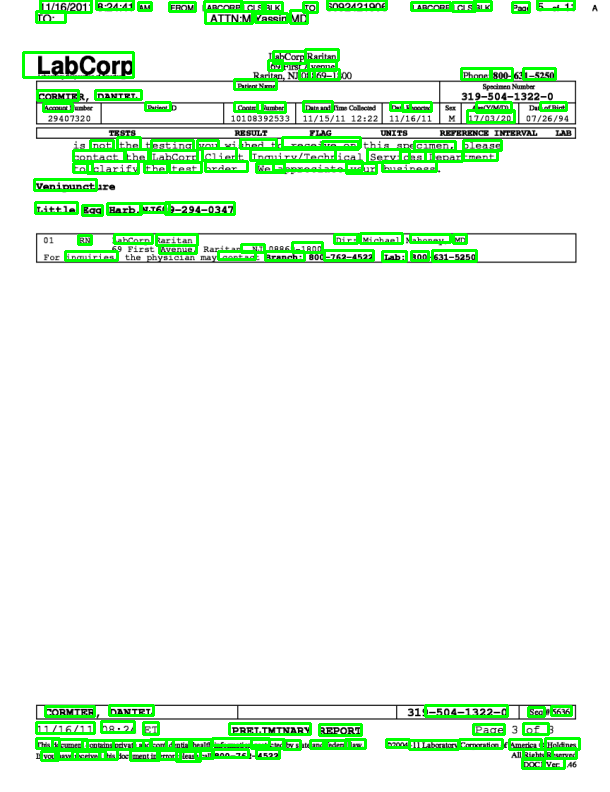 11/16/2011 8:24:41 AM FROM: LABCORP CLS-BLK TO: 6092421906 LABCORP CLS-BLK Page 5 of 11 A
TO: ATTN:M Yassin MD
LabCorp
LabCorp Raritan
69 First Avenue
Raritan, NJ 08869-1800 Phone: 800-631-5250
Patient Name Specimen Number
CORMIER, DANIEL 319-504-1322-0
Account Number Patient ID Control Number Date and Time Collected Date Reported Sex Age(Y/M/D) Date of Birth
29407320 10108392533 11/15/11 12:22 11/16/11 M 17/03/20 07/26/94
TESTS RESULT FLAG UNITS REFERENCE INTERVAL LAB
is not the testing you wished to receive on this specimen, please
contact the LabCorp Client Inquiry/Technical Services Department
to clarify the test order. We appreciate your business.
Venipuncture
Little Egg Harb. 609-294-0347
01 RN LabCorp Raritan Dir: Michael Mahoney, MD
69 First Avenue, Raritan, NJ 08869-1800
For inquiries, the physician may contact Branch: 800-762-4522 Lab: 800-631-5250
CORMIER, DANIEL 319-504-1322-0 Seq # 5636
11/16/11 08:24 ET PRELIMINARY REPORT Page 3 of 3
This document contains private and confidential health information protected by state and federal law. ©2004-11 Laboratory Corporation of America ® Holdings
If you have received this document in error, please call 800-762-4522 All Rights Reserved
DOC1 Ver: 1.46